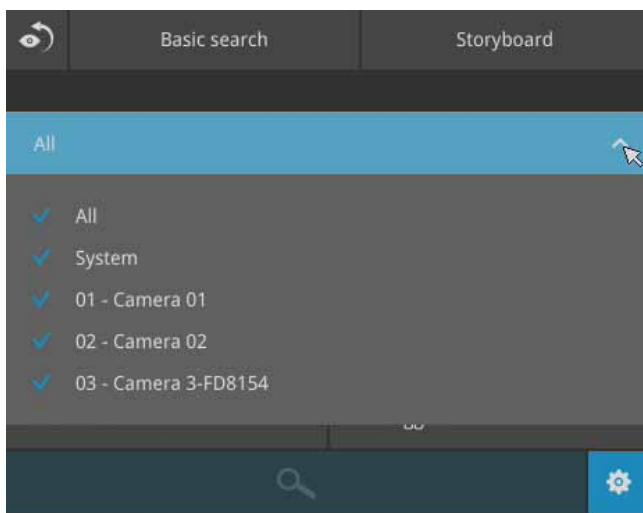 Basic search
Storyboard
All
All
System
01 - Camera 01
02 - Camera 02
03 - Camera 3-FD8154